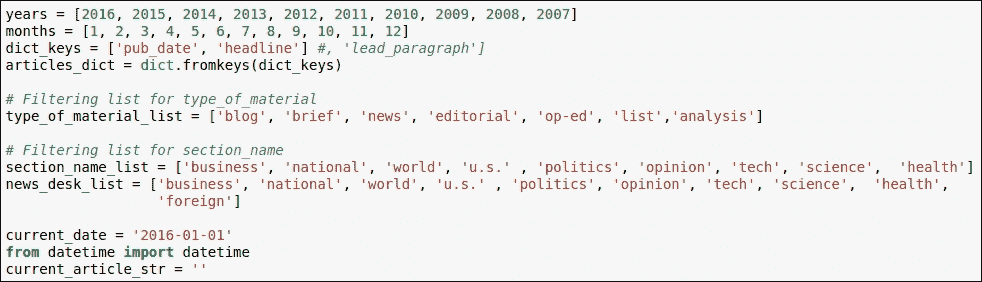 years = [2016, 2015, 2014, 2013, 2012, 2011, 2010, 2009, 2008, 2007]
months = [1, 2, 3, 4, 5, 6, 7, 8, 9, 10, 11, 12]
dict_keys = ['pub_date', 'headline'] #, 'lead_paragraph']
articles_dict = dict.fromkeys(dict_keys)

# Filtering list for type_of_material
type_of_material_list = ['blog', 'brief', 'news', 'editorial', 'op-ed', 'list','analysis']

# Filtering list for section_name
section_name_list = ['business', 'national', 'world', 'u.s.' , 'politics', 'opinion', 'tech', 'science',  'health']
news_desk_list = ['business', 'national', 'world', 'u.s.' , 'politics', 'opinion', 'tech', 'science',  'health',
                  'foreign']

current_date = '2016-01-01'
from datetime import datetime
current_article_str = ''